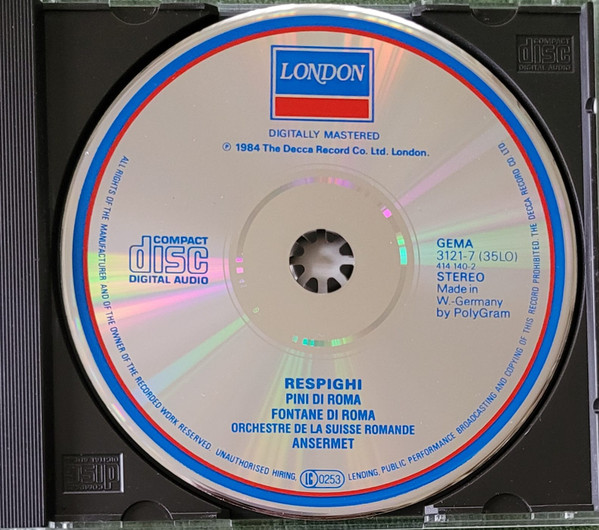 LONDON
DIGITALLY MASTERED
℗ 1984 The Decca Record Co. Ltd. London.
COMPACT
disc
DIGITAL AUDIO
GEMA
3121-7 (35LO)
414 140-2
STEREO
Made in
W.-Germany
by PolyGram
RESPIGHI
PINI DI ROMA
FONTANE DI ROMA
ORCHESTRE DE LA SUISSE ROMANDE
ANSERMET
ALL RIGHTS OF THE MANUFACTURER AND OF THE OWNER OF THE RECORDED WORK RESERVED. UNAUTHORISED HIRING, LENDING, PUBLIC PERFORMANCE BROADCASTING AND COPYING OF THIS RECORD PROHIBITED. THE DECCA RECORD CO LTD.
LC 0253
COMPACT
disc
DIGITAL AUDIO
COMPACT
disc
DIGITAL AUDIO